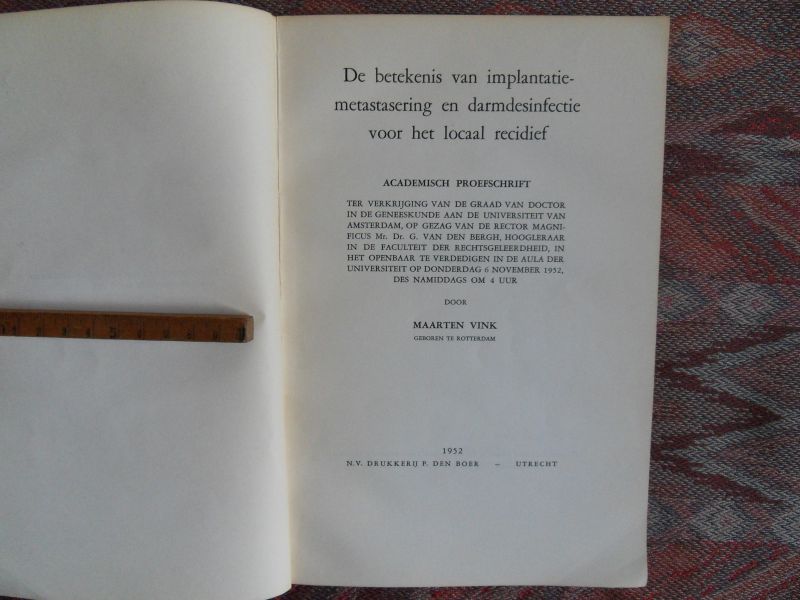 De betekenis van implantatie-
metastasering en darmdesinfectie
voor het locaal recidief
ACADEMISCH PROEFSCHRIFT
TER VERKRIJGING VAN DE GRAAD VAN DOCTOR
IN DE GENEESKUNDE AAN DE UNIVERSITEIT VAN
AMSTERDAM, OP GEZAG VAN DE RECTOR MAGNI-
FICUS Mr. Dr. G. VAN DEN BERGH, HOOGLERAAR
IN DE FACULTEIT DER RECHTSGELEERDHEID, IN
HET OPENBAAR TE VERDEDIGEN IN DE AULA DER
UNIVERSITEIT OP DONDERDAG 6 NOVEMBER 1952,
DES NAMIDDAGS OM 4 UUR
DOOR
MAARTEN VINK
GEBOREN TE ROTTERDAM
1952
N.V. DRUKKERIJ P. DEN BOER – UTRECHT